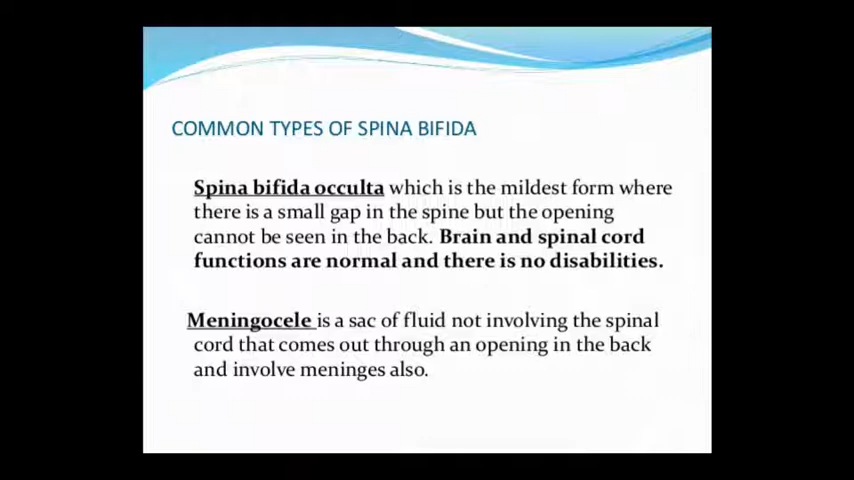 COMMON TYPES OF SPINA BIFIDA
Spina bifida occulta which is the mildest form where
there is a small gap in the spine but the opening
cannot be seen in the back. Brain and spinal cord
functions are normal and there is no disabilities.
Meningocele is a sac of fluid not involving the spinal
cord that comes out through an opening in the back
and involve meninges also.